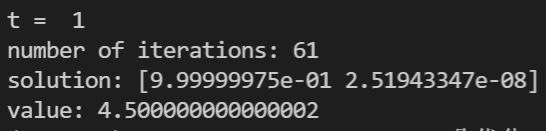 t =  1
number of iterations: 61
solution: [9.99999975e-01 2.51943347e-08]
value: 4.500000000000002